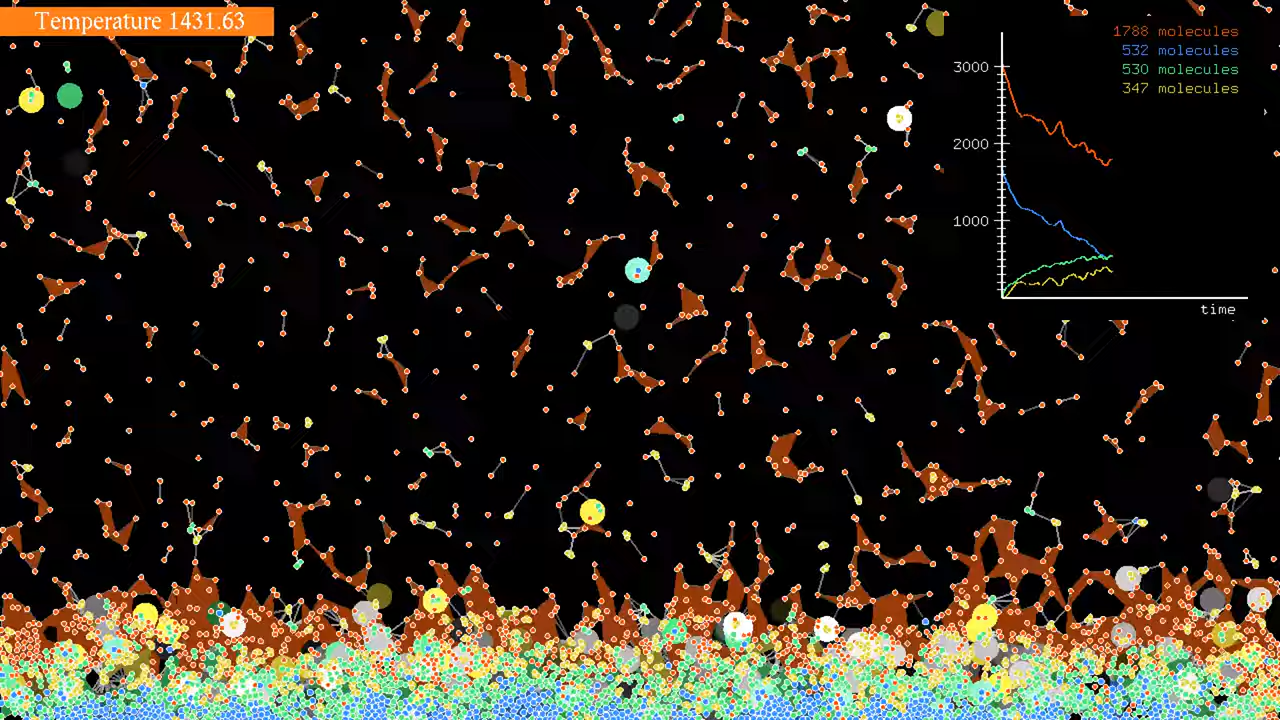 Temperature 1431.63
1788 molecules
532 molecules
530 molecules
347 molecules
3000
2000
1000
time